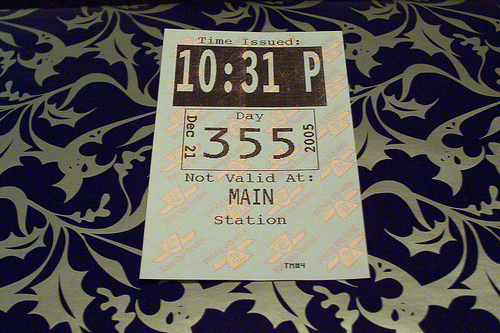 Time Issued:
10:31 P
Day
Dec 21
355
2005
Not Valid At:
MAIN
Station
TM#4